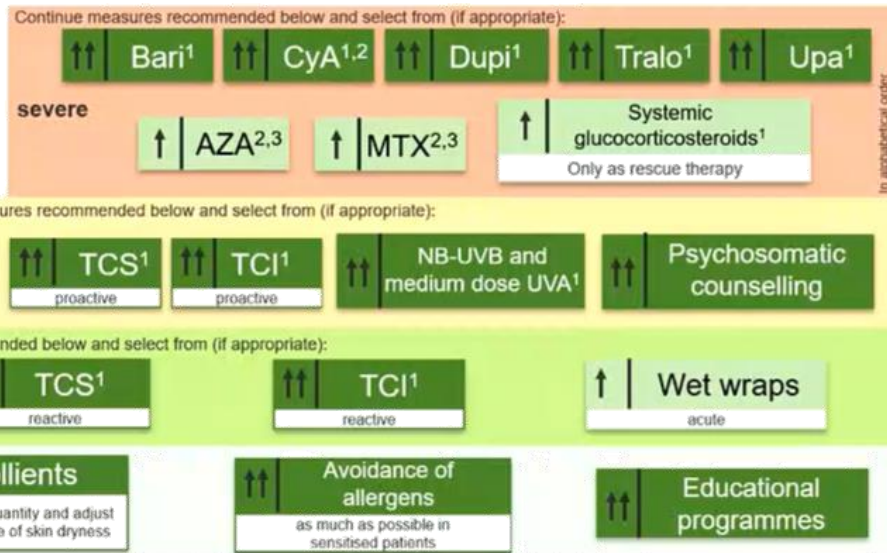 Continue measures recommended below and select from (if appropriate):
↑↑ Bari¹ ↑↑ CyA¹,² ↑↑ Dupi¹ ↑↑ Tralo¹ ↑↑ Upa¹
severe
↑ AZA²,³ ↑ MTX²,³ ↑ Systemic
glucocorticosteroids¹
Only as rescue therapy
In alphabetical order
ures recommended below and select from (if appropriate):
↑↑ TCS¹ ↑↑ TCI¹ ↑↑ NB-UVB and
medium dose UVA¹
↑↑ Psychosomatic
counselling
proactive proactive
nded below and select from (if appropriate):
TCS¹ ↑↑ TCI¹ ↑ Wet wraps
reactive reactive acute
llients
uantity and adjust
e of skin dryness
↑↑ Avoidance of
allergens
as much as possible in
sensitised patients
↑↑ Educational
programmes